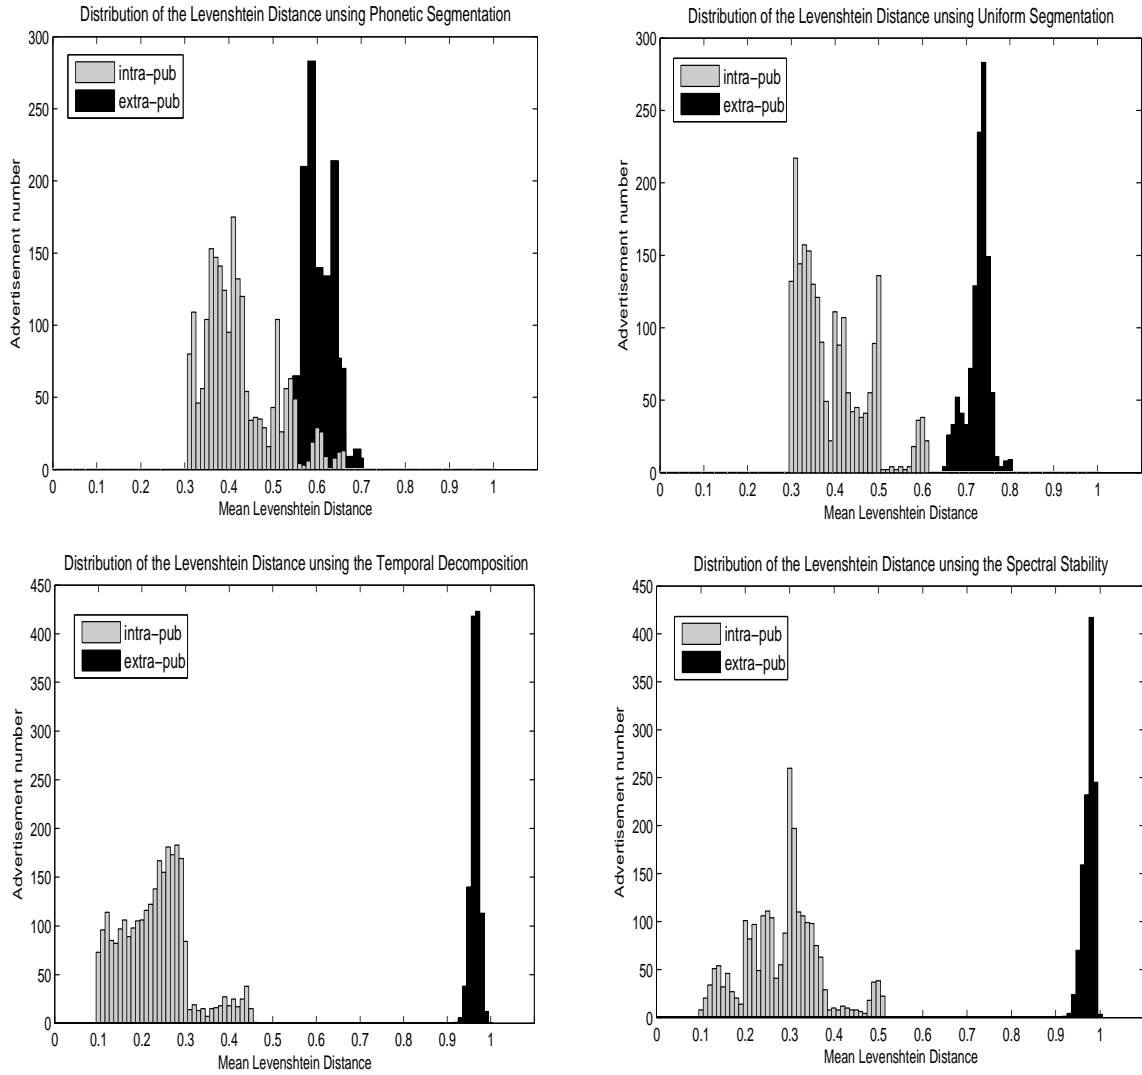 Distribution of the Levenshtein Distance unsing Phonetic Segmentation
300
250
200
150
100
50
0
Advertisement number
intra-pub
extra-pub
0 0.1 0.2 0.3 0.4 0.5 0.6 0.7 0.8 0.9 1
Mean Levenshtein Distance
Distribution of the Levenshtein Distance unsing Uniform Segmentation
300
250
200
150
100
50
0
Advertisement number
intra-pub
extra-pub
0 0.1 0.2 0.3 0.4 0.5 0.6 0.7 0.8 0.9 1
Mean Levenshtein Distance
Distribution of the Levenshtein Distance unsing the Temporal Decomposition
450
400
350
300
250
200
150
100
50
0
Advertisement number
intra-pub
extra-pub
0 0.1 0.2 0.3 0.4 0.5 0.6 0.7 0.8 0.9 1
Mean Levenshtein Distance
Distribution of the Levenshtein Distance unsing the Spectral Stability
450
400
350
300
250
200
150
100
50
0
Advertisement number
intra-pub
extra-pub
0 0.1 0.2 0.3 0.4 0.5 0.6 0.7 0.8 0.9 1
Mean Levenshtein Distance